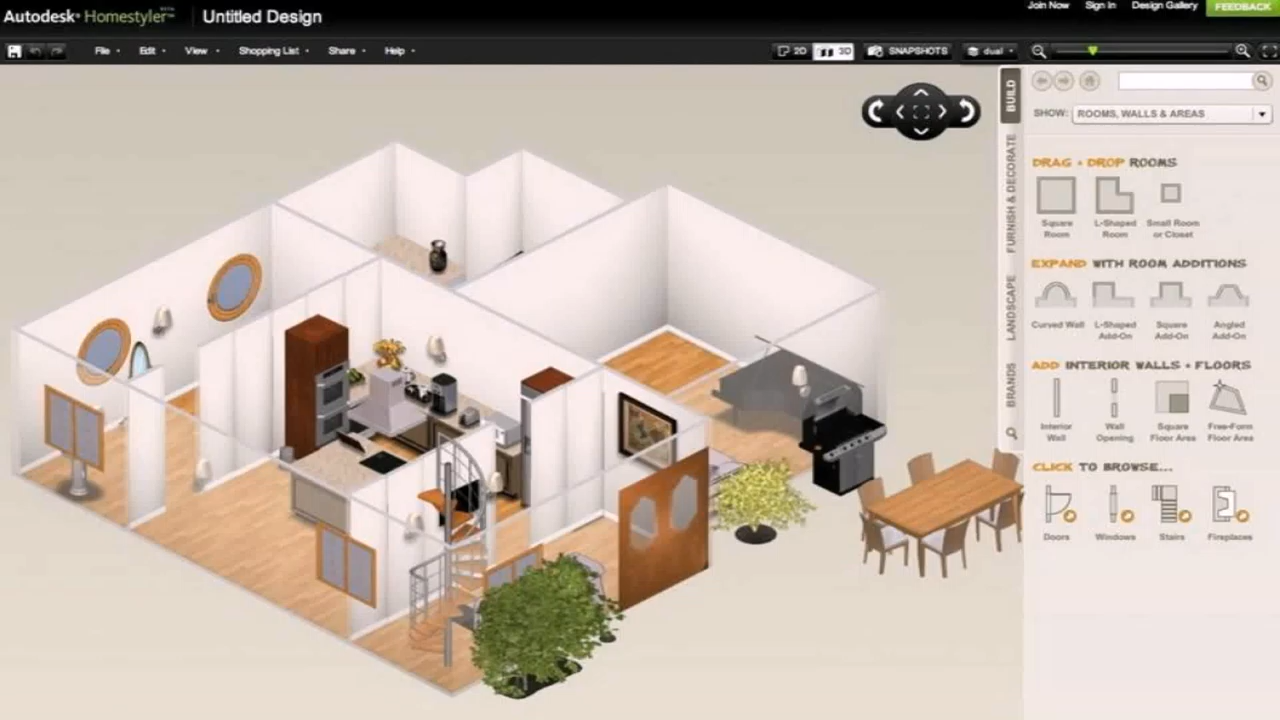 Autodesk® Homestyler™ BETA
Untitled Design
Join Now Sign In Design Gallery FEEDBACK
File Edit View Shopping List Share Help
2D 3D SNAPSHOTS dual
BUILD
FURNISH & DECORATE
LANDSCAPE
BRANDS
SHOW: ROOMS, WALLS & AREAS
DRAG + DROP ROOMS
Square Room
L-Shaped Room
Small Room or Closet
EXPAND WITH ROOM ADDITIONS
Curved Wall
L-Shaped Add-On
Square Add-On
Angled Add-On
ADD INTERIOR WALLS + FLOORS
Interior Wall
Wall Opening
Square Floor Area
Free-Form Floor Area
CLICK TO BROWSE...
Doors Windows Stairs Fireplaces